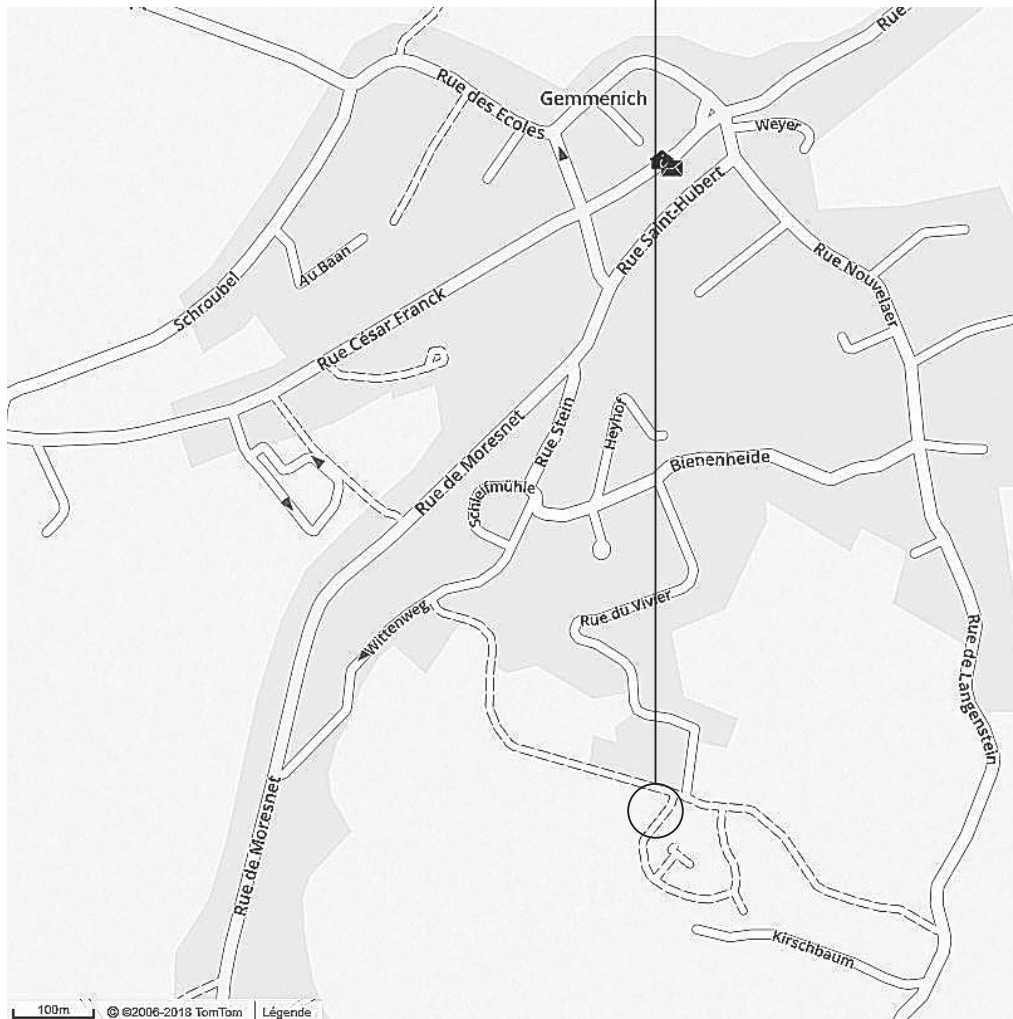 Rue
Rue des Ecoles
Gemmenich
Weyer
Rue Saint-Hubert
Au Baan
Rue Nouvelaer
Schroubel
Rue César Franck
Heyhof
Rue Stein
Rue de Moresnet
Bienenheide
Schleifmühle
Rue du Vivier
Wittenweg
Rue de Langenstein
Rue de Moresnet
Kirschbaum
100m © ©2006-2018 TomTom Légende